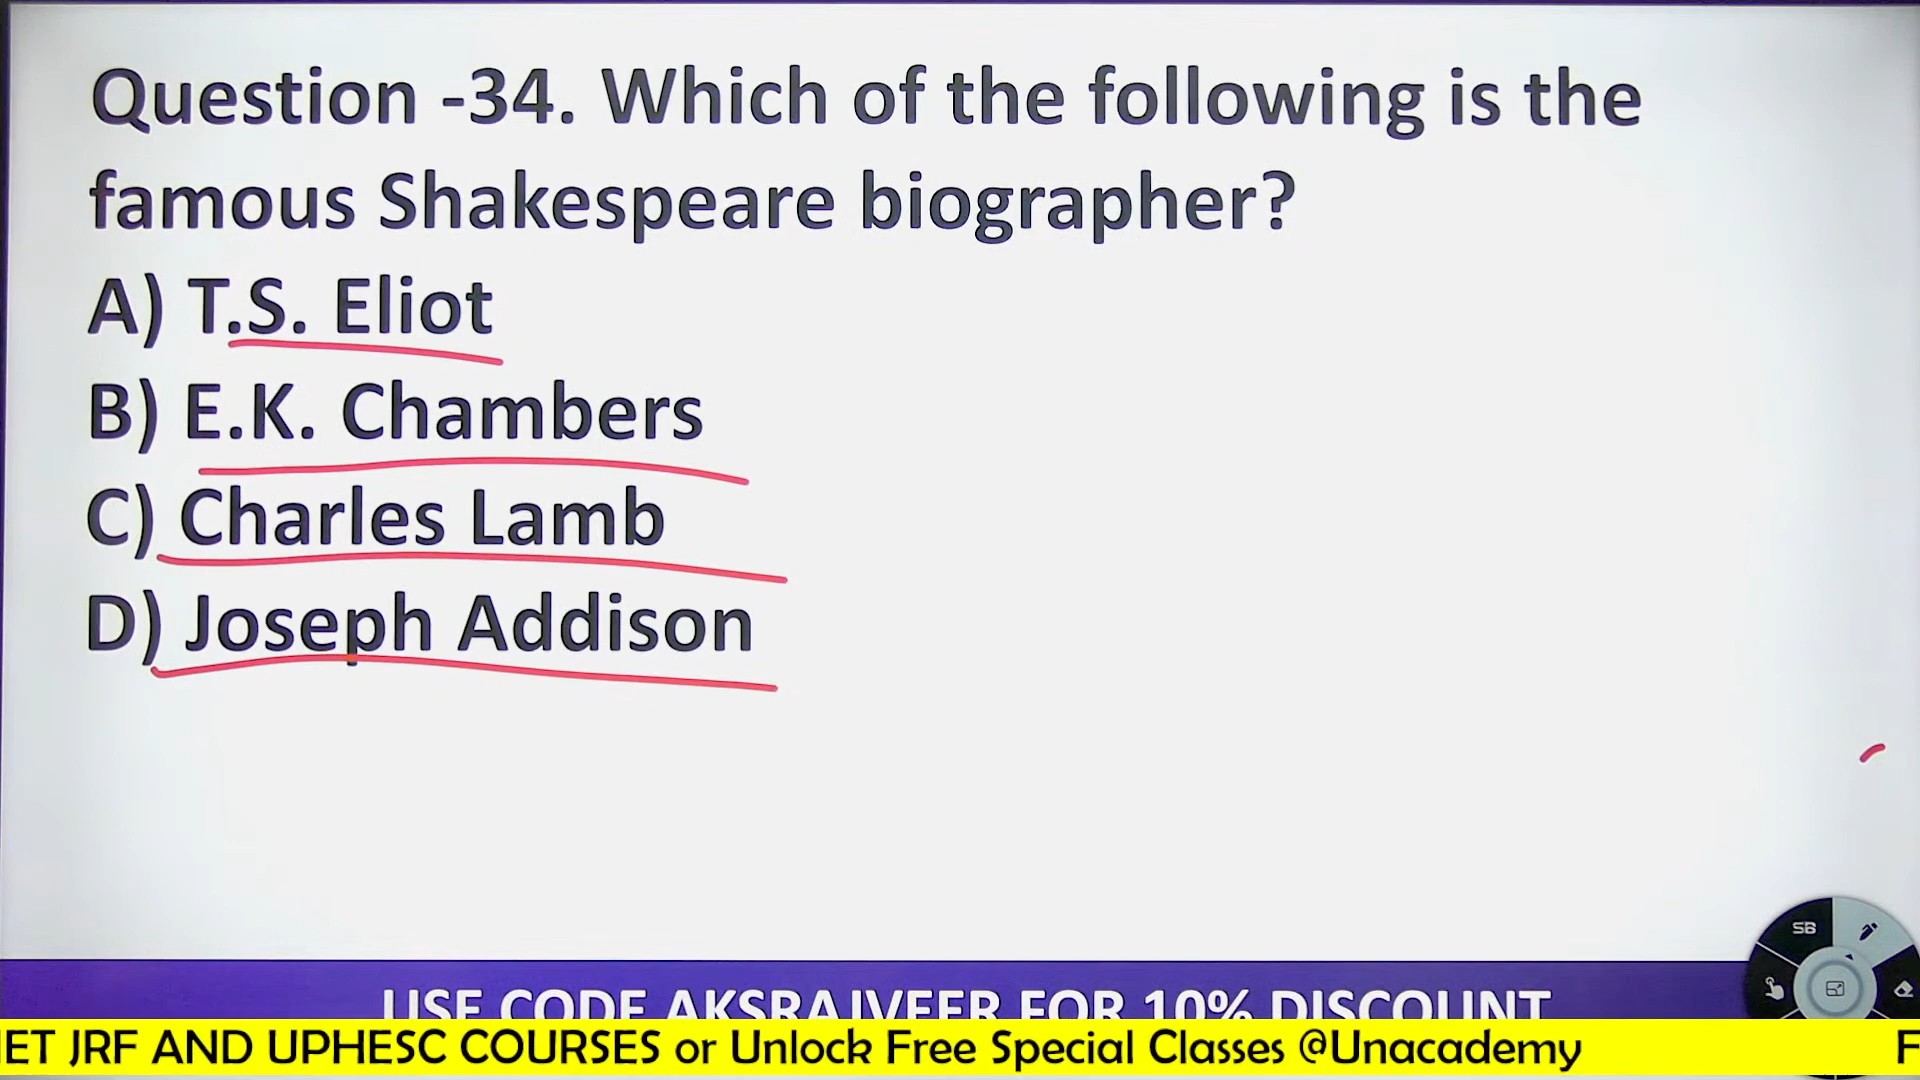 Question -34. Which of the following is the
famous Shakespeare biographer?
A) T.S. Eliot
B) E.K. Chambers
C) Charles Lamb
D) Joseph Addison
SB
USE CODE AKSRAJVEER FOR 10% DISCOUNT
ET JRF AND UPHESC COURSES or Unlock Free Special Classes @Unacademy F